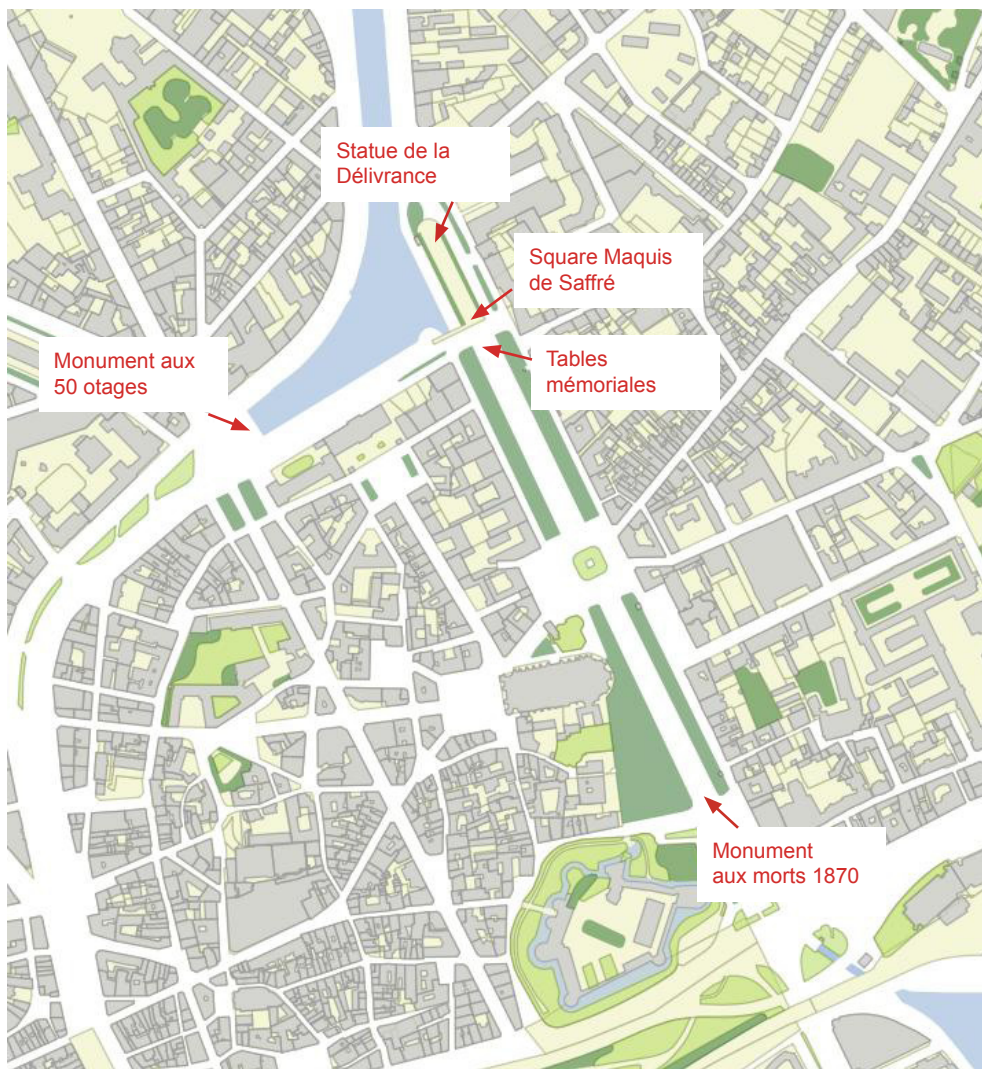 Statue de la
Délivrance
Square Maquis
de Saffré
Monument aux
50 otages
Tables
mémoriales
Monument
aux morts 1870